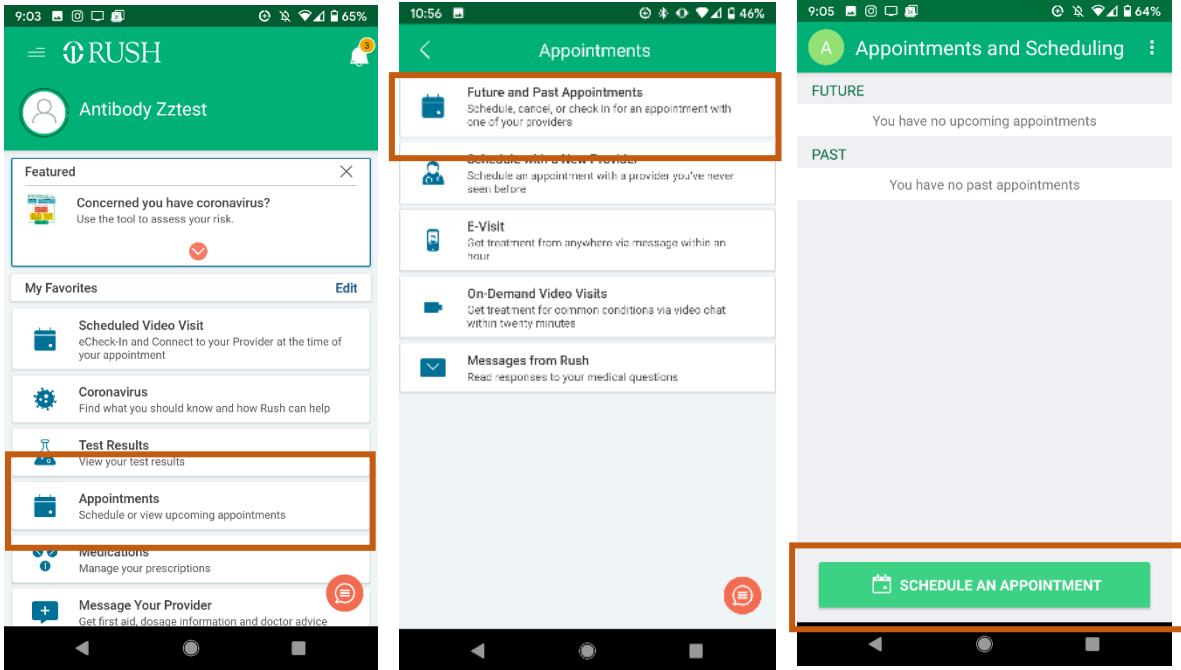 9:03
65%
RUSH
3
Antibody Zztest
Featured
Concerned you have coronavirus?
Use the tool to assess your risk.
My Favorites
Edit
Scheduled Video Visit
eCheck-In and Connect to your Provider at the time of
your appointment
Coronavirus
Find what you should know and how Rush can help
Test Results
View your test results
Appointments
Schedule or view upcoming appointments
Medications
Manage your prescriptions
Message Your Provider
Get first aid, dosage information and doctor advice
10:56
46%
Appointments
Future and Past Appointments
Schedule, cancel, or check in for an appointment with
one of your providers
Schedule with a New Provider
Schedule an appointment with a provider you've never
seen before
E-Visit
Get treatment from anywhere via message within an
hour
On-Demand Video Visits
Get treatment for common conditions via video chat
within twenty minutes
Messages from Rush
Read responses to your medical questions
9:05
64%
A
Appointments and Scheduling
FUTURE
You have no upcoming appointments
PAST
You have no past appointments
SCHEDULE AN APPOINTMENT